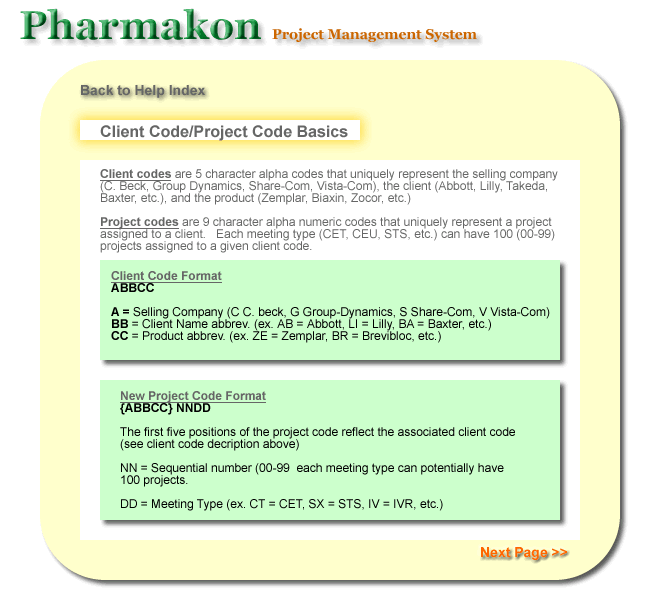 Pharmakon Project Management System
Back to Help Index
Client Code/Project Code Basics
Client codes are 5 character alpha codes that uniquely represent the selling company
(C. Beck, Group Dynamics, Share-Com, Vista-Com), the client (Abbott, Lilly, Takeda,
Baxter, etc.), and the product (Zemplar, Biaxin, Zocor, etc.)
Project codes are 9 character alpha numeric codes that uniquely represent a project
assigned to a client. Each meeting type (CET, CEU, STS, etc.) can have 100 (00-99)
projects assigned to a given client code.
Client Code Format
ABBCC
A = Selling Company (C C. beck, G Group-Dynamics, S Share-Com, V Vista-Com)
BB = Client Name abbrev. (ex. AB = Abbott, LI = Lilly, BA = Baxter, etc.)
CC = Product abbrev. (ex. ZE = Zemplar, BR = Brevibloc, etc.)
New Project Code Format
{ABBCC} NNDD
The first five positions of the project code reflect the associated client code
(see client code decription above)
NN = Sequential number (00-99 each meeting type can potentially have
100 projects.
DD = Meeting Type (ex. CT = CET, SX = STS, IV = IVR, etc.)
Next Page >>